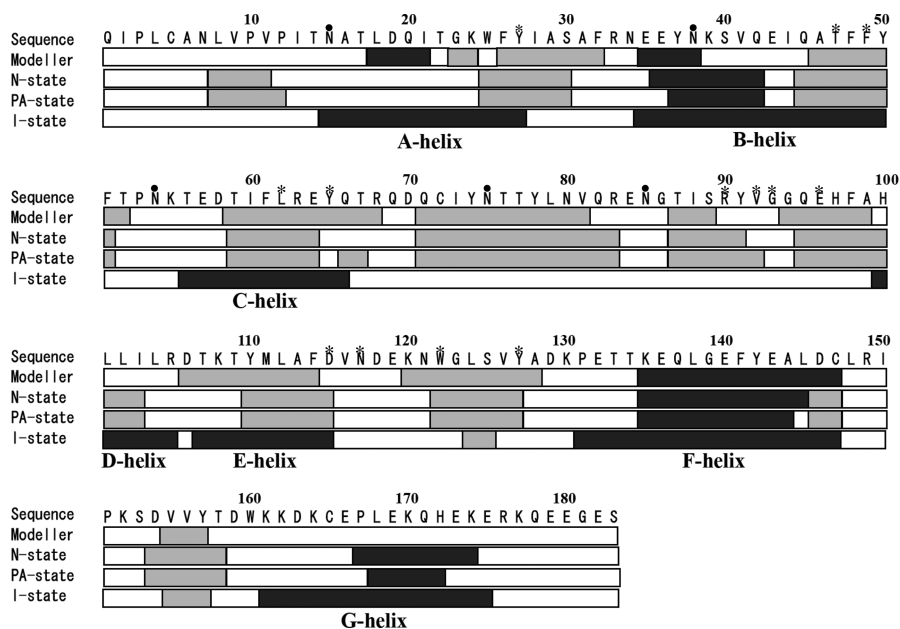 10 20 30 40 50
Sequence Q I P L C A N L V P V P I T N A T L D Q I T G K W F Y I A S A F R N E E Y N K S V Q E I Q A T F F Y
Modeller
N-state
PA-state
I-state
A-helix B-helix
60 70 80 90 100
Sequence F T P N K T E D T I F L R E Y Q T R Q D Q C I Y N T T Y L N V Q R E N G T I S R Y V G G Q E H F A H
Modeller
N-state
PA-state
I-state
C-helix
110 120 130 140 150
Sequence L L I L R D T K T Y M L A F D V N D E K N W G L S V Y A D K P E T T K E Q L G E F Y E A L D C L R I
Modeller
N-state
PA-state
I-state
D-helix E-helix F-helix
160 170 180
Sequence P K S D V V Y T D W K K D K C E P L E K Q H E K E R K Q E E G E S
Modeller
N-state
PA-state
I-state
G-helix